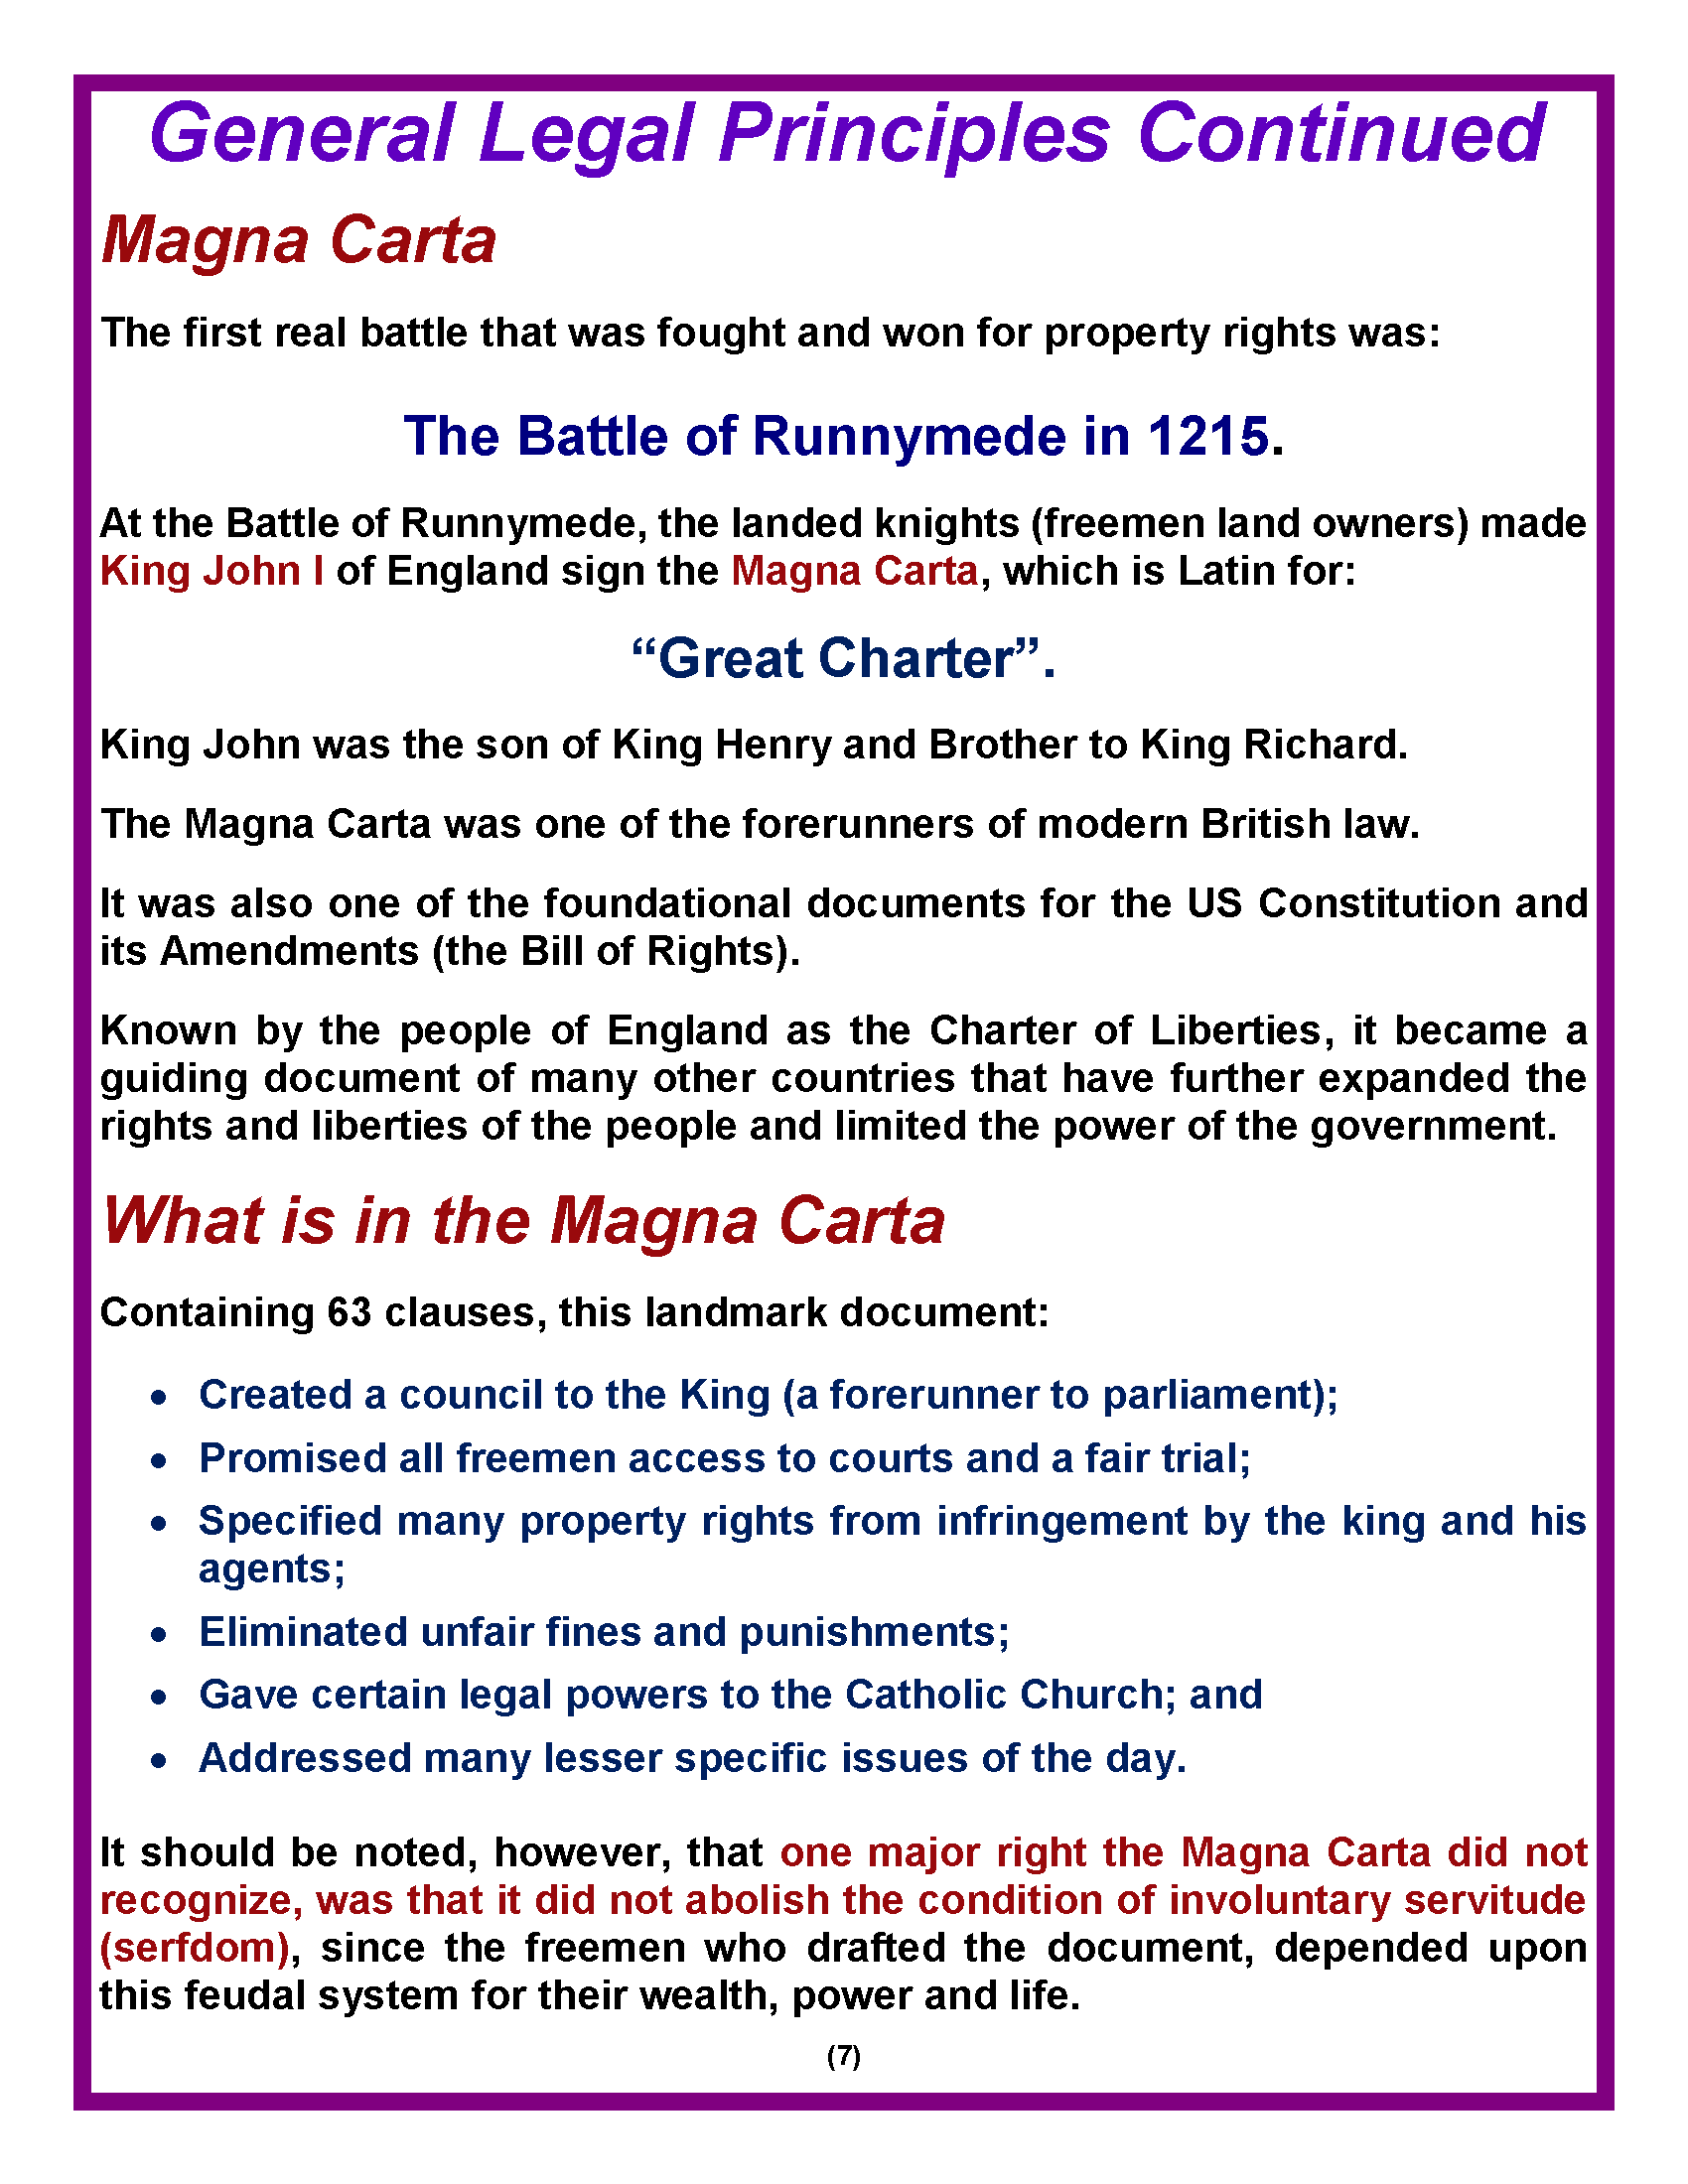 General Legal Principles Continued
Magna Carta
The first real battle that was fought and won for property rights was:
The Battle of Runnymede in 1215.
At the Battle of Runnymede, the landed knights (freemen land owners) made
King John I of England sign the Magna Carta, which is Latin for:
“Great Charter”.
King John was the son of King Henry and Brother to King Richard.
The Magna Carta was one of the forerunners of modern British law.
It was also one of the foundational documents for the US Constitution and
its Amendments (the Bill of Rights).
Known by the people of England as the Charter of Liberties, it became a
guiding document of many other countries that have further expanded the
rights and liberties of the people and limited the power of the government.
What is in the Magna Carta
Containing 63 clauses, this landmark document:
• Created a council to the King (a forerunner to parliament);
• Promised all freemen access to courts and a fair trial;
• Specified many property rights from infringement by the king and his
agents;
• Eliminated unfair fines and punishments;
• Gave certain legal powers to the Catholic Church; and
• Addressed many lesser specific issues of the day.
It should be noted, however, that one major right the Magna Carta did not
recognize, was that it did not abolish the condition of involuntary servitude
(serfdom), since the freemen who drafted the document, depended upon
this feudal system for their wealth, power and life.
(7)